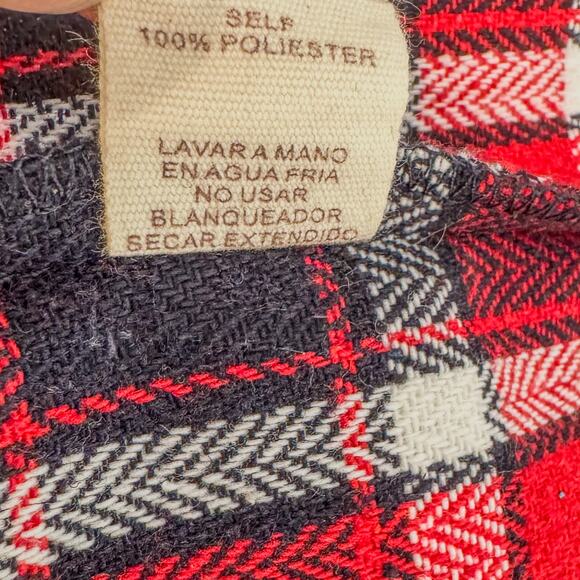 SELF
100% POLIESTER
LAVAR A MANO
EN AGUA FRIA
NO USAR
BLANQUEADOR
SECAR EXTENDIDO